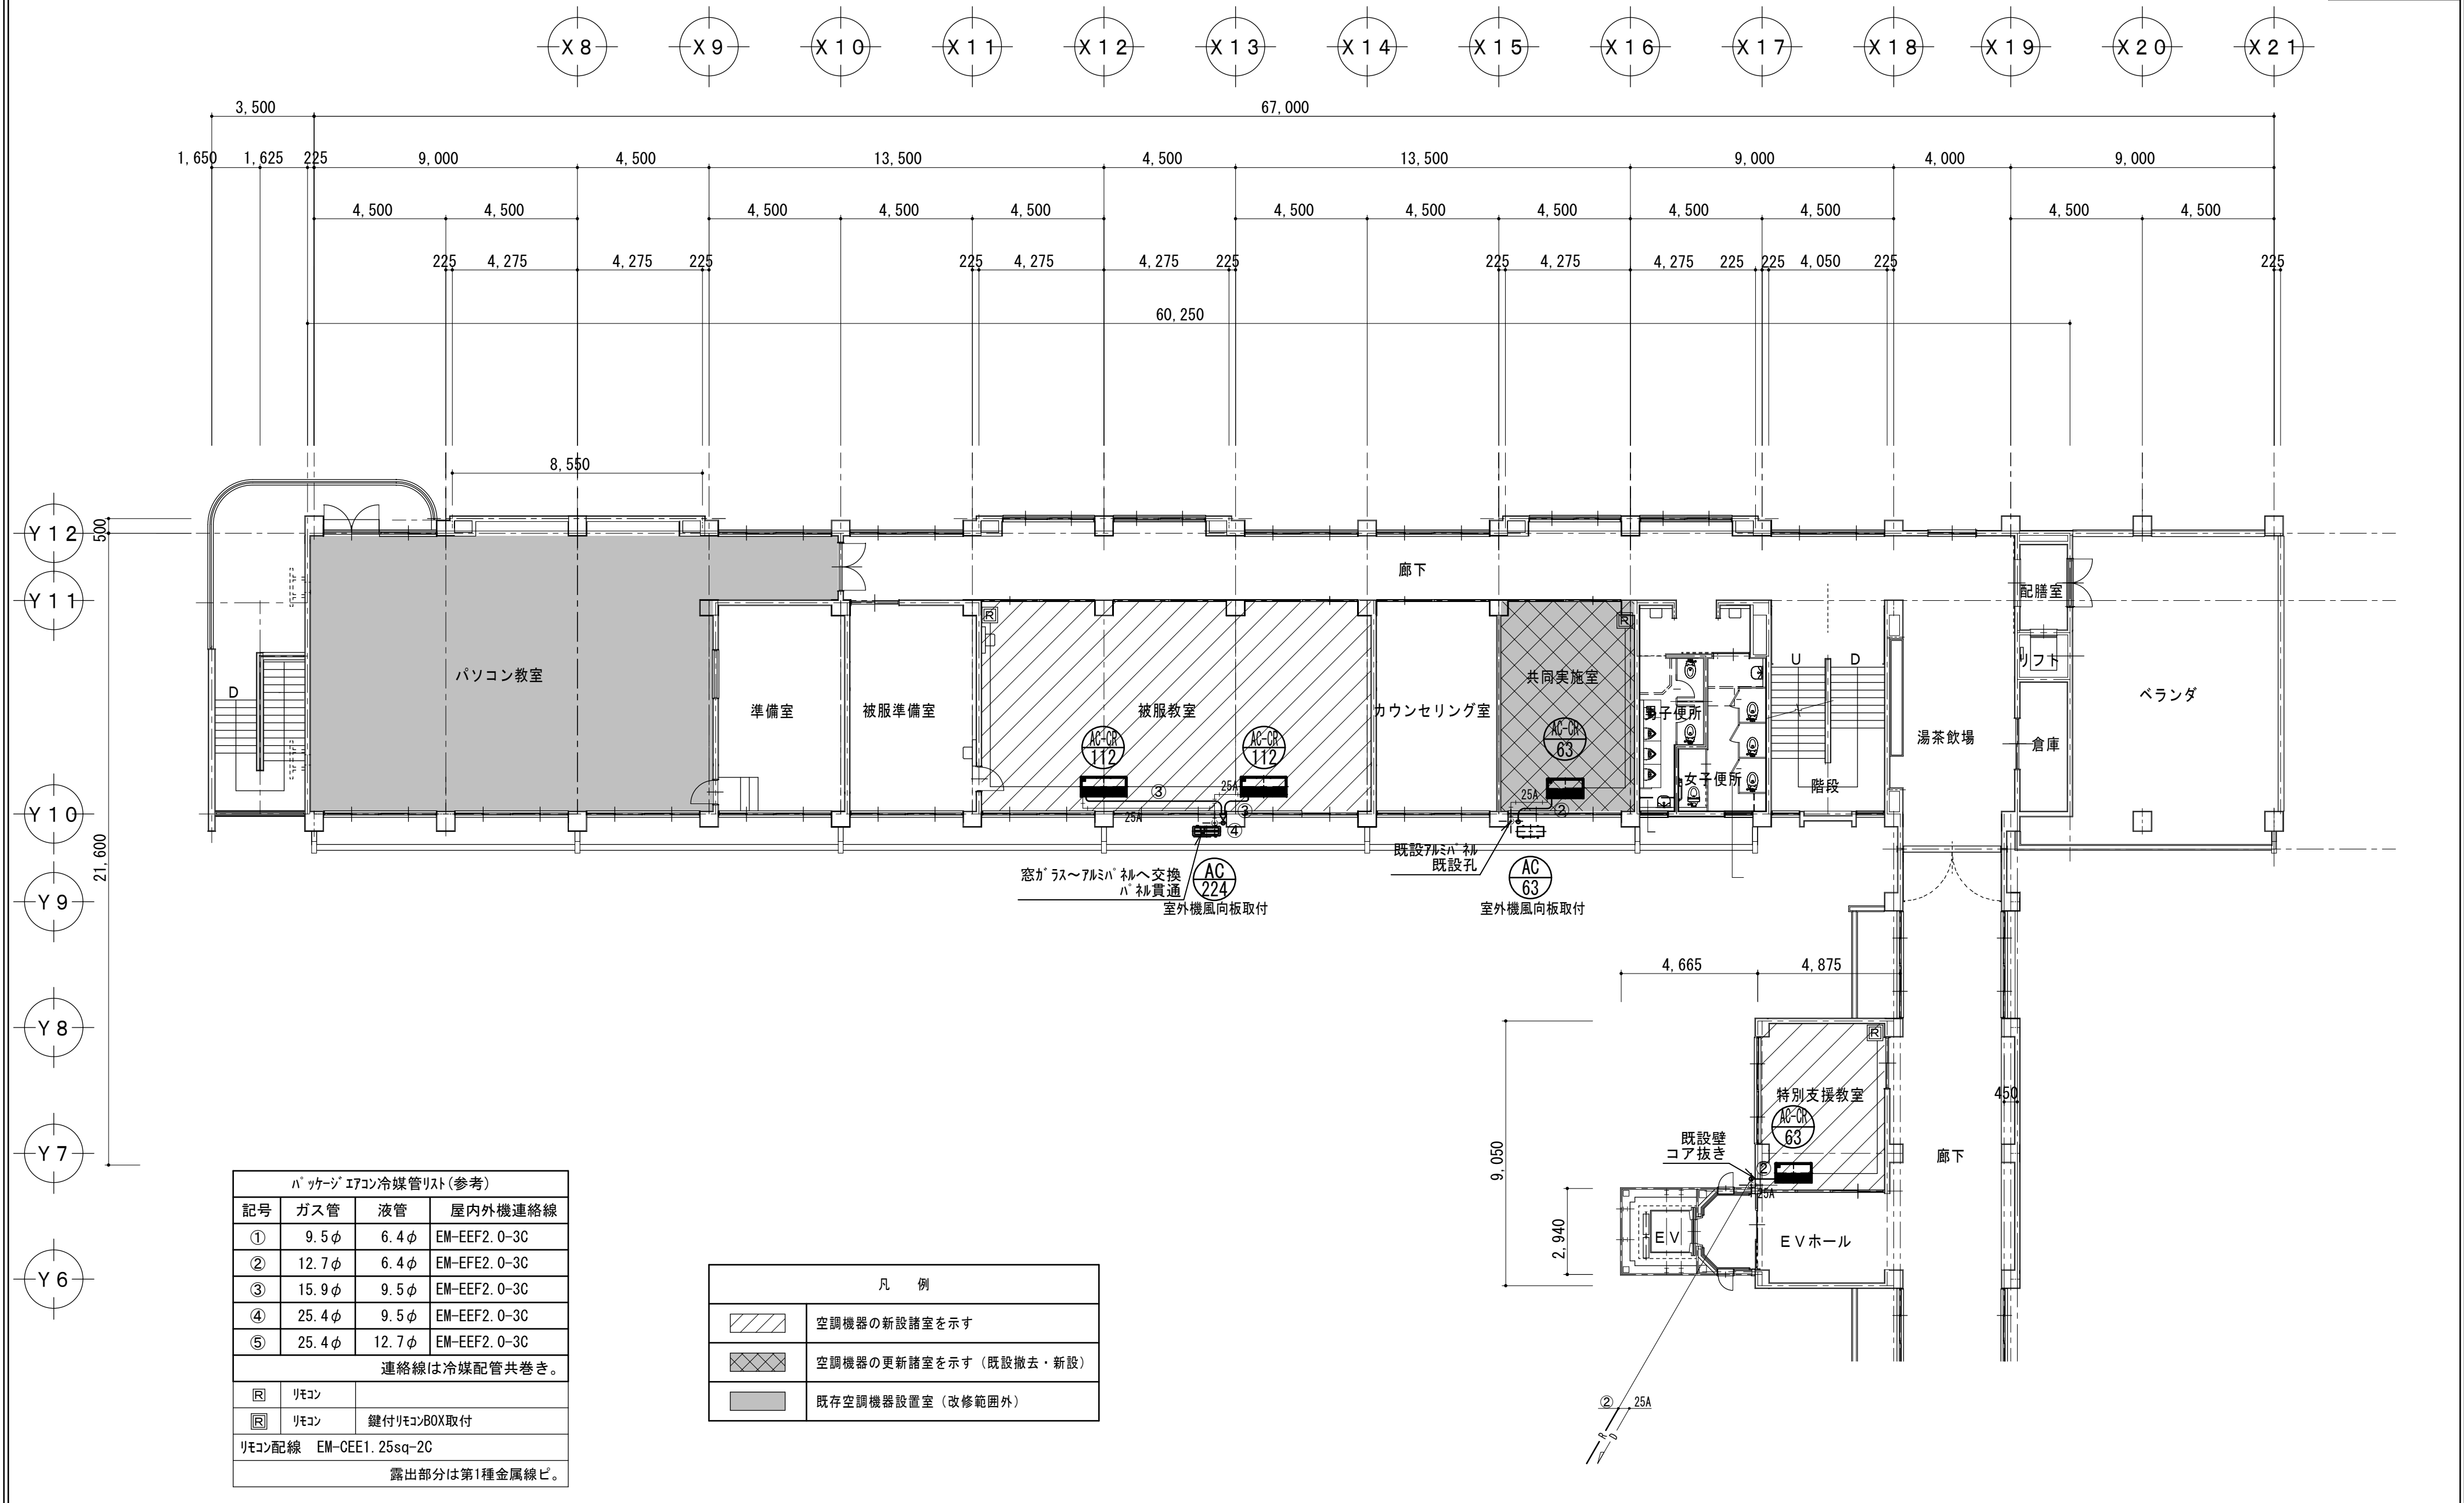 X8 X9 X10 X11 X12 X13 X14 X15 X16 X17 X18 X19 X20 X21
3,500 67,000
1,650 1,625 225 9,000 4,500 13,500 4,500 13,500 9,000 4,000 9,000
4,500 4,500 4,500 4,500 4,500 4,500 4,500 4,500 4,500 4,500 4,500 4,500
225 4,275 4,275 225 225 4,275 4,275 225 225 4,275 4,275 225 225 4,050 225 225
60,250
8,550
Y12
500
Y11
Y10
21,600
Y9
Y8
Y7
Y6
廊下
配膳室
リフト
ベランダ
倉庫
湯茶飲場
U D
階段
D
パソコン教室
準備室
被服準備室
被服教室
カウンセリング室
共同実施室
男子便所
女子便所
R
R
AC-CR
112
AC-CR
112
AC-CR
63
③ 25A
25A ③
④
25A
②
窓ガラス~アルミパネルへ交換
パネル貫通
AC
224
室外機風向板取付
既設アルミパネル
既設孔
AC
63
室外機風向板取付
4,665 4,875
9,050
2,940
450
R
特別支援教室
AC-CR
63
②
25A
既設壁
コア抜き
廊下
EV
EVホール
② 25A
R
D
パッケージエアコン冷媒管リスト(参考)
記号 ガス管 液管 屋内外機連絡線
① 9.5φ 6.4φ EM-EEF2.0-3C
② 12.7φ 6.4φ EM-EFE2.0-3C
③ 15.9φ 9.5φ EM-EEF2.0-3C
④ 25.4φ 9.5φ EM-EEF2.0-3C
⑤ 25.4φ 12.7φ EM-EEF2.0-3C
連絡線は冷媒配管共巻き。
R リモコン
R リモコン 鍵付リモコンBOX取付
リモコン配線 EM-CEE1.25sq-2C
露出部分は第1種金属線ピ。
凡 例
空調機器の新設諸室を示す
空調機器の更新諸室を示す(既設撤去・新設)
既存空調機器設置室(改修範囲外)